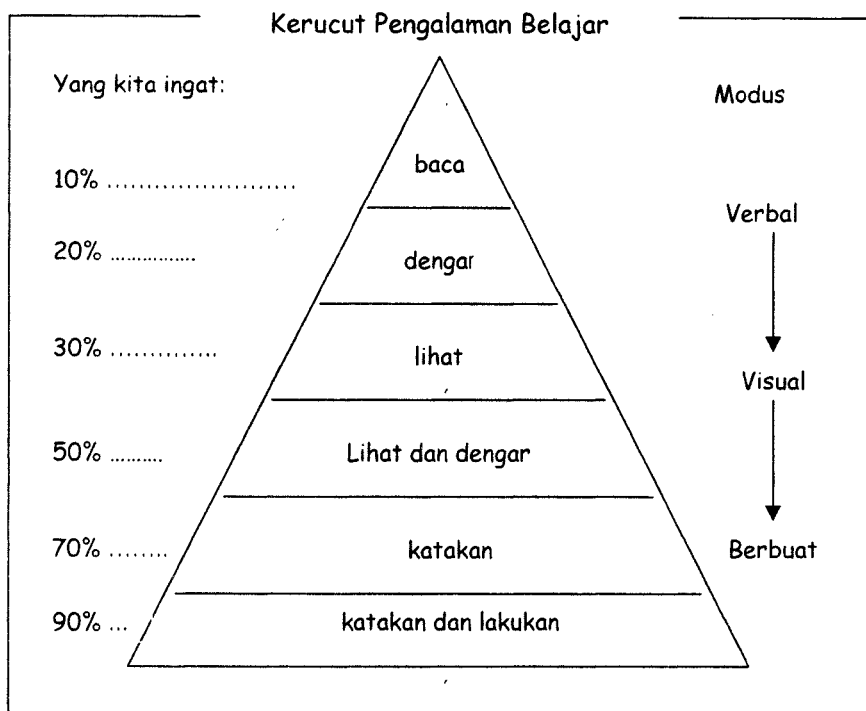 Kerucut Pengalaman Belajar
Yang kita ingat:
Modus
baca
10% ........................
Verbal
20% ................
dengar
30% ..............
lihat
Visual
50% ..........
Lihat dan dengar
70% ........
katakan
Berbuat
90% ...
katakan dan lakukan